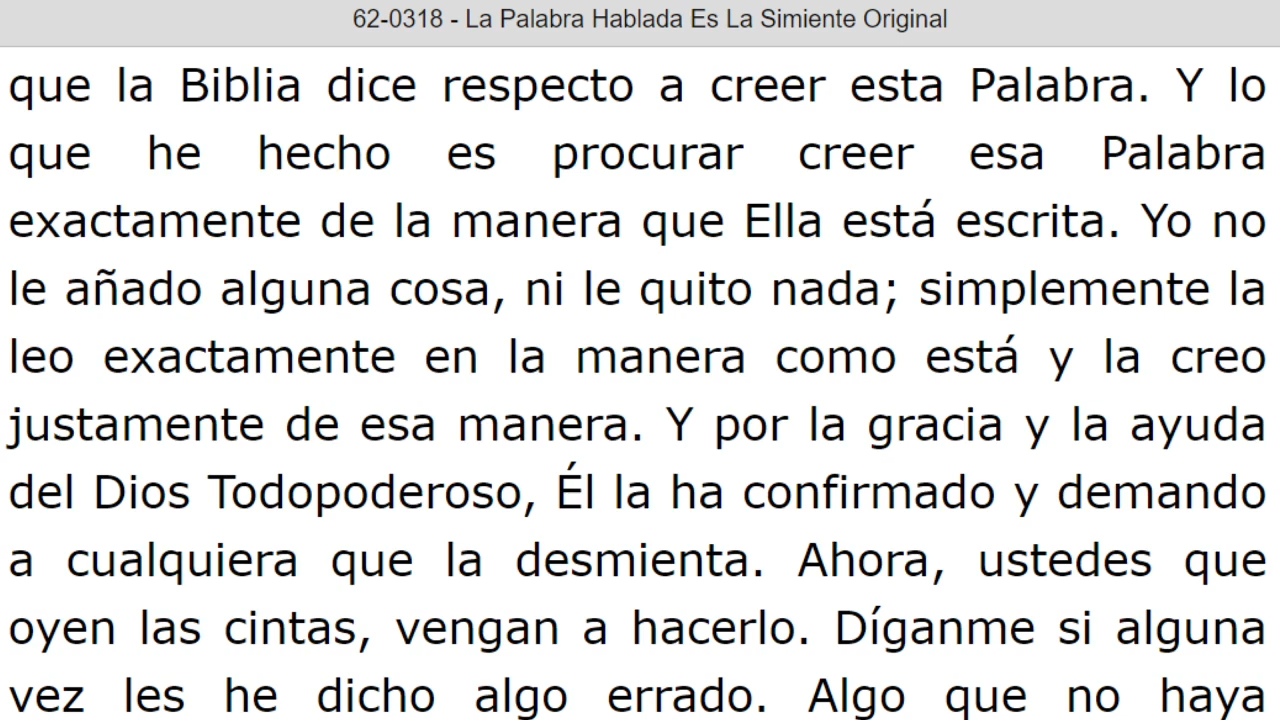 62-0318 - La Palabra Hablada Es La Simiente Original
que la Biblia dice respecto a creer esta Palabra. Y lo
que he hecho es procurar creer esa Palabra
exactamente de la manera que Ella está escrita. Yo no
le añado alguna cosa, ni le quito nada; simplemente la
leo exactamente en la manera como está y la creo
justamente de esa manera. Y por la gracia y la ayuda
del Dios Todopoderoso, Él la ha confirmado y demando
a cualquiera que la desmienta. Ahora, ustedes que
oyen las cintas, vengan a hacerlo. Díganme si alguna
vez les he dicho algo errado. Algo que no haya